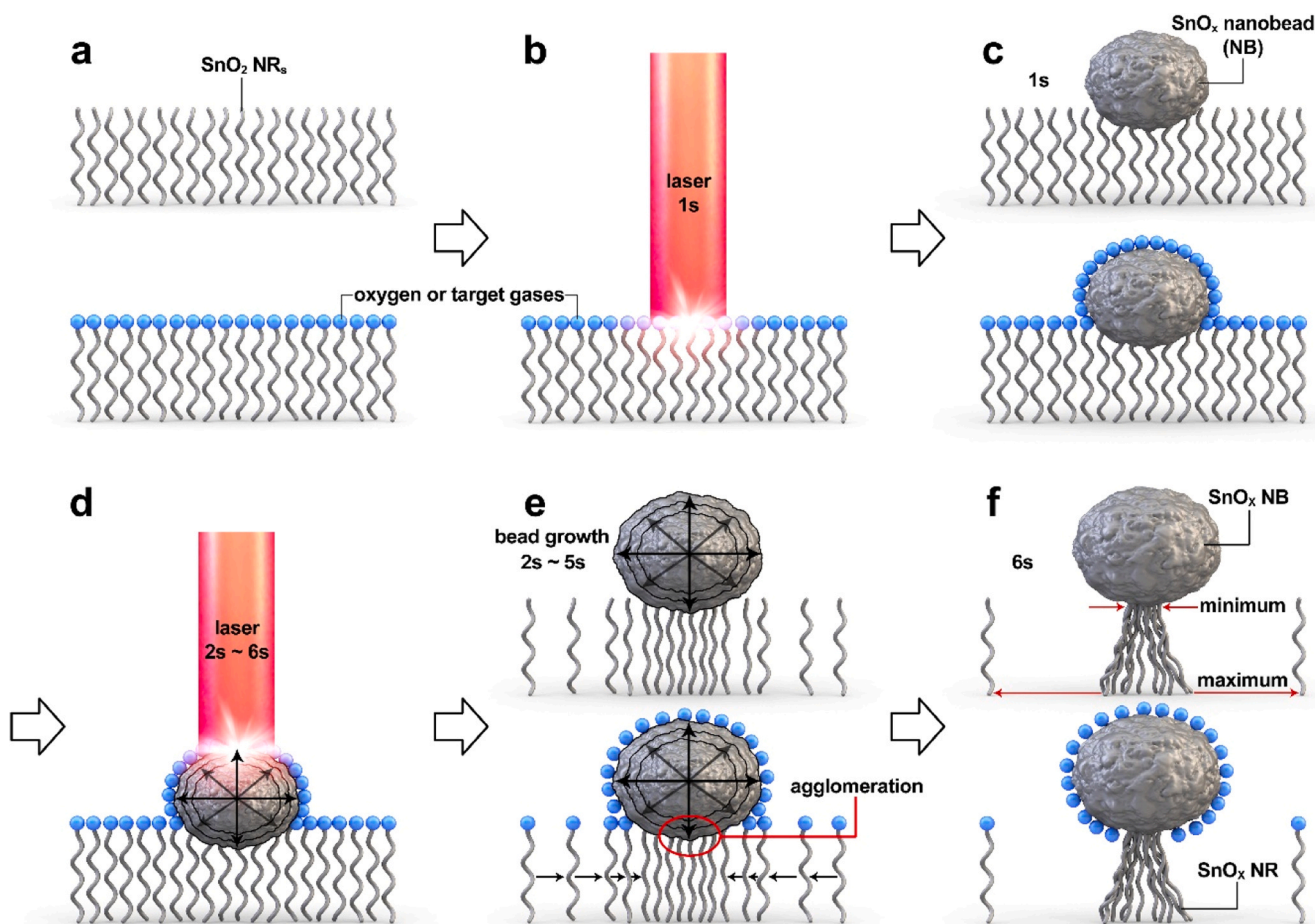 a
SnO₂ NRₛ
oxygen or target gases
b
laser
1s
c
1s
SnOₓ nanobead
(NB)
d
laser
2s ~ 6s
e
bead growth
2s ~ 5s
agglomeration
f
6s
SnOₓ NB
minimum
maximum
SnOₓ NR